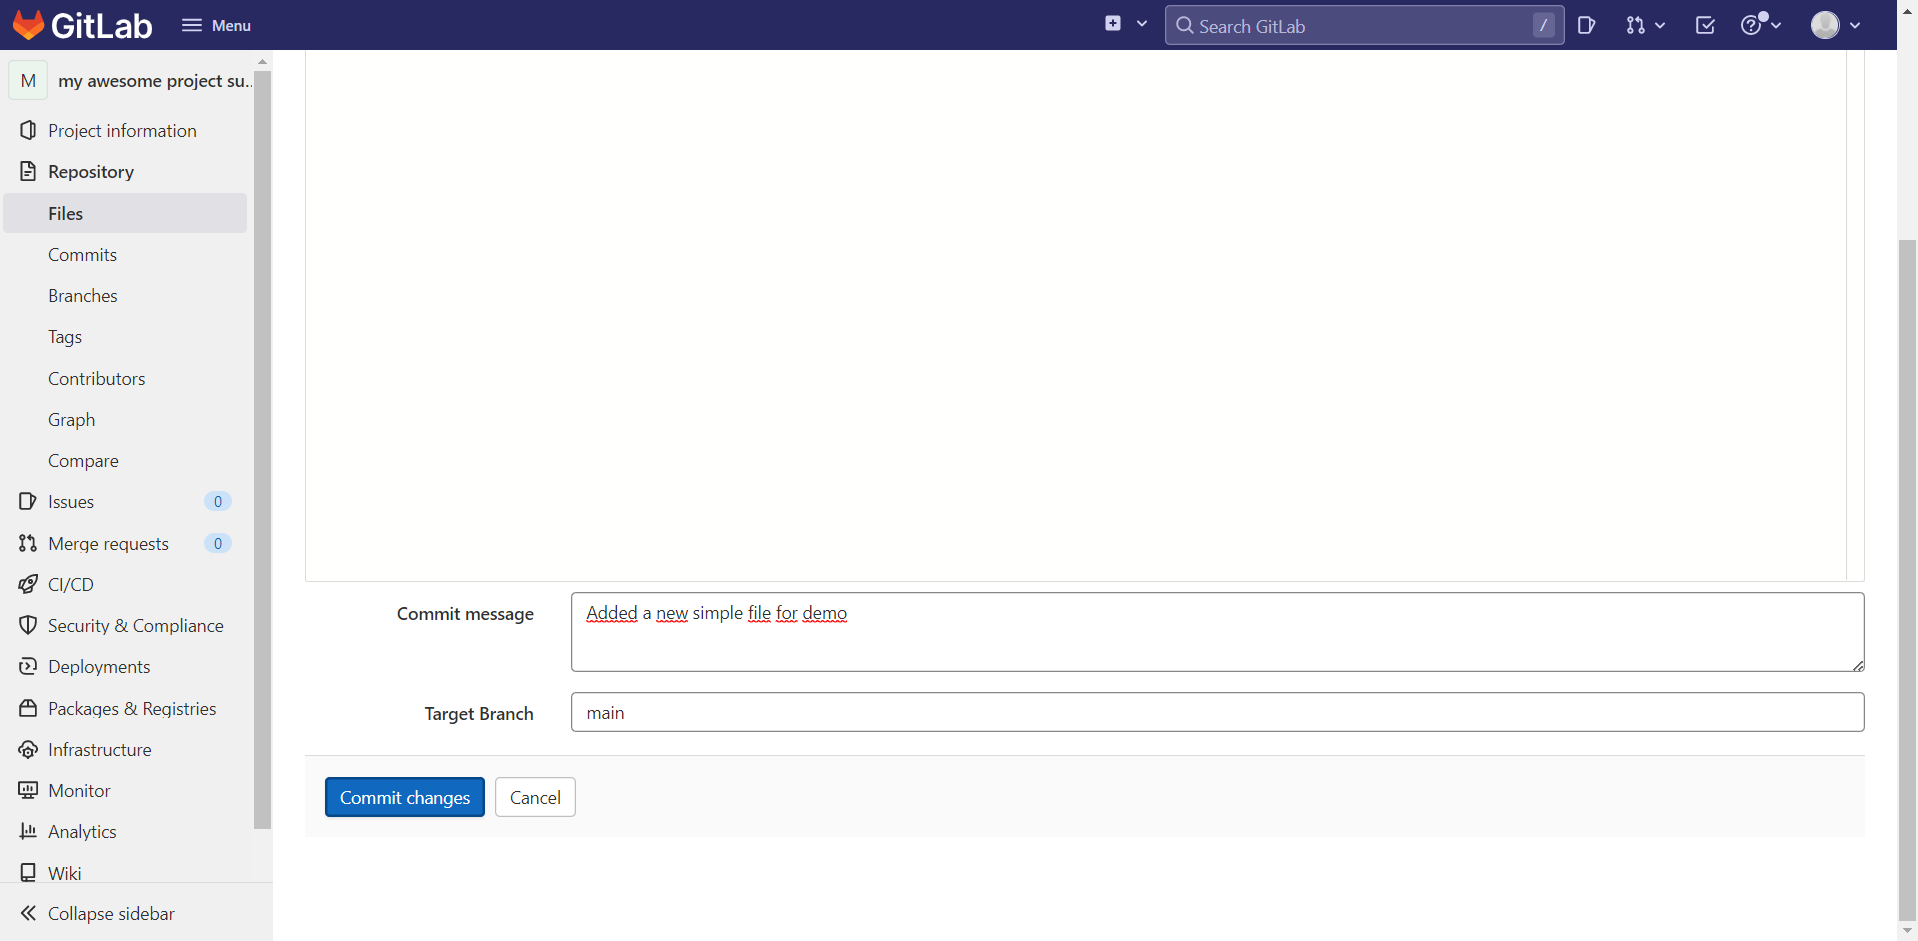 GitLab
Menu
Search GitLab
/
M
my awesome project su...
Project information
Repository
Files
Commits
Branches
Tags
Contributors
Graph
Compare
Issues 0
Merge requests 0
CI/CD
Security & Compliance
Deployments
Packages & Registries
Infrastructure
Monitor
Analytics
Wiki
Collapse sidebar
Commit message
Added a new simple file for demo
Target Branch
main
Commit changes
Cancel